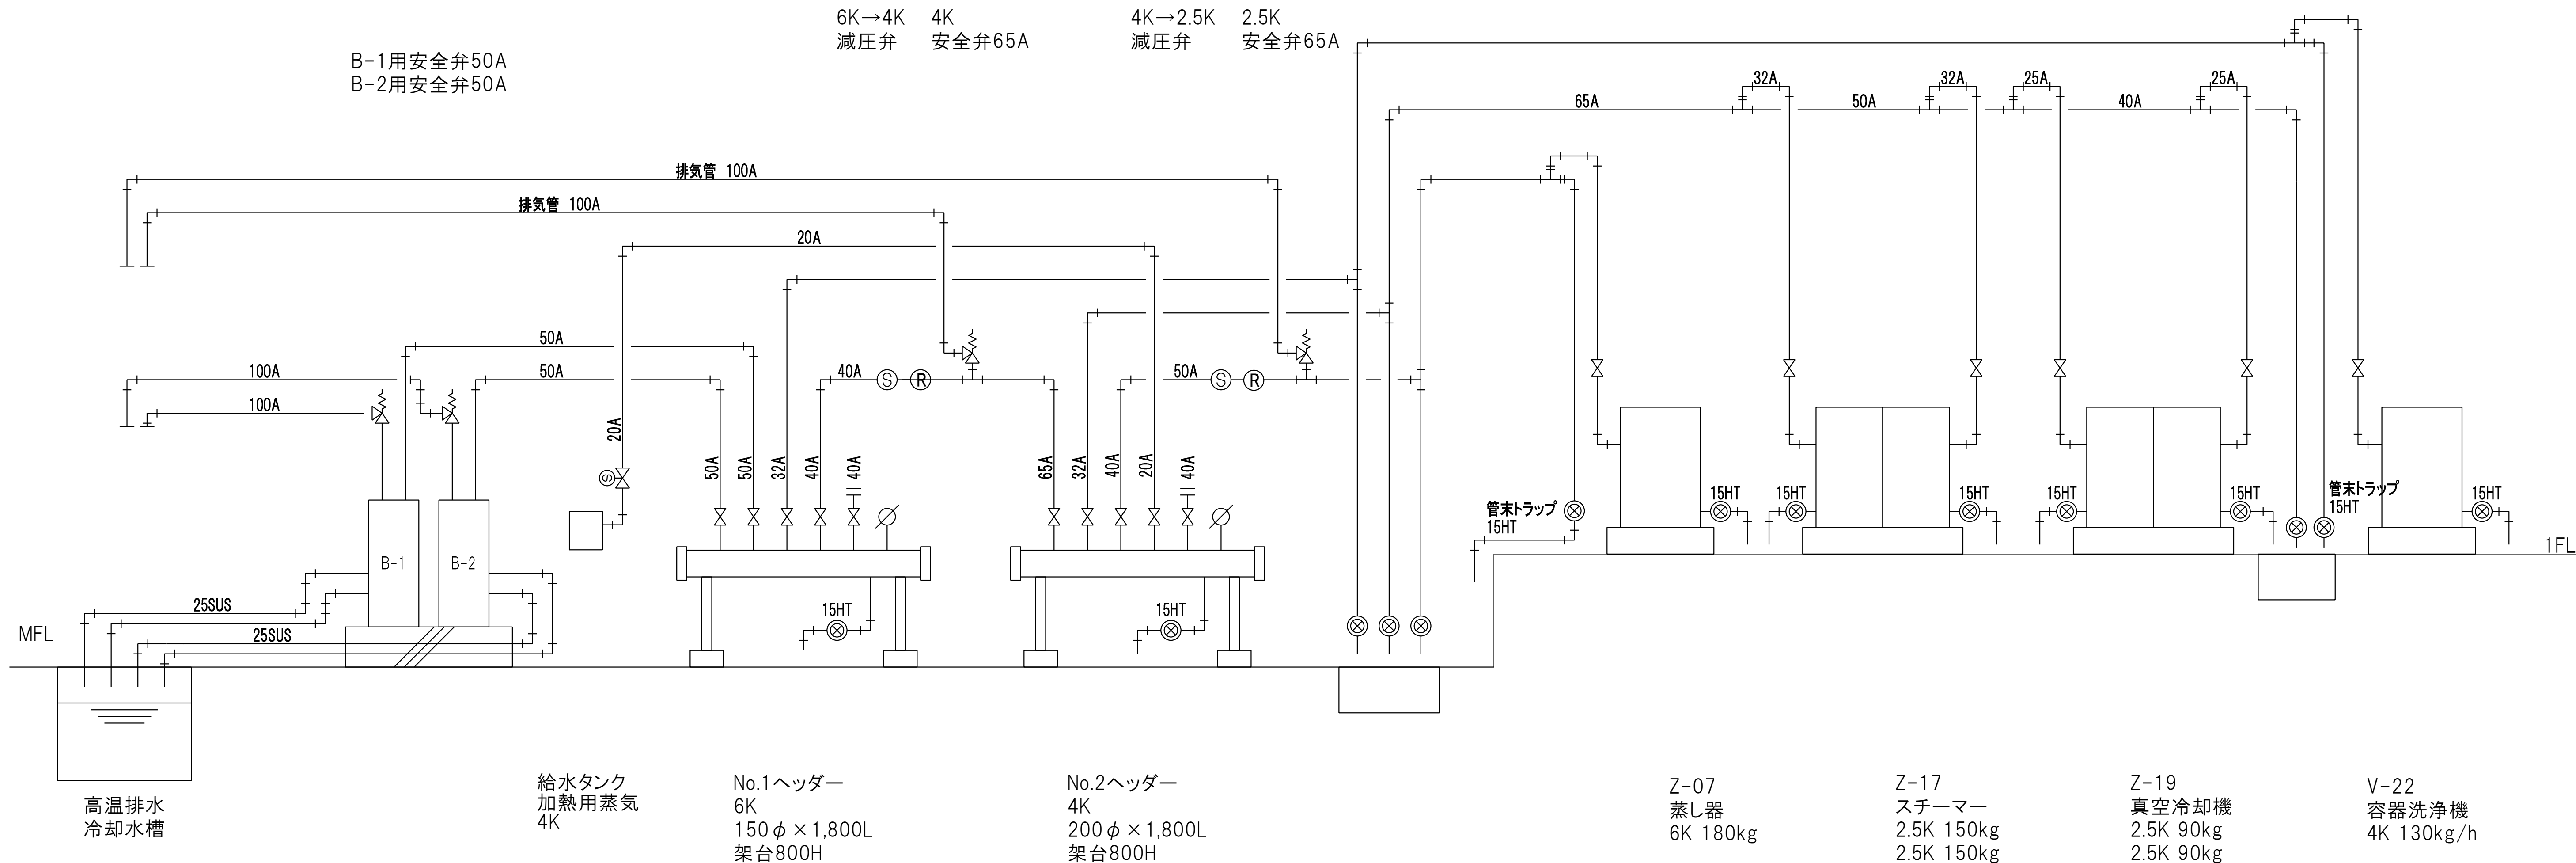 6K→4K 4K
減圧弁 安全弁65A
4K→2.5K 2.5K
減圧弁 安全弁65A
B-1用安全弁50A
B-2用安全弁50A
32A
32A
25A
25A
65A
50A
40A
排気管 100A
排気管 100A
20A
50A
100A
50A
40A
S
R
50A
S
R
100A
20A
S
50A
50A
32A
40A
40A
65A
32A
40A
20A
40A
管末トラップ
15HT
15HT
15HT
15HT
15HT
15HT
管末トラップ
15HT
15HT
B-1
B-2
1FL
25SUS
15HT
15HT
MFL
25SUS
高温排水
冷却水槽
給水タンク
加熱用蒸気
4K
No.1ヘッダー
6K
150φ×1,800L
架台800H
No.2ヘッダー
4K
200φ×1,800L
架台800H
Z-07
蒸し器
6K 180kg
Z-17
スチーマー
2.5K 150kg
2.5K 150kg
Z-19
真空冷却機
2.5K 90kg
2.5K 90kg
V-22
容器洗浄機
4K 130kg/h